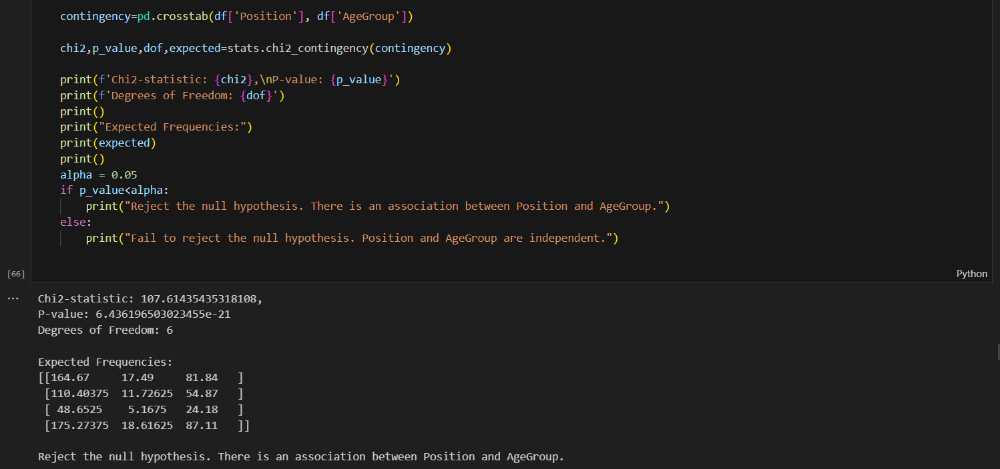 contingency=pd.crosstab(df['Position'], df['AgeGroup'])
chi2,p_value,dof,expected=stats.chi2_contingency(contingency)
print(f'Chi2-statistic: {chi2},\nP-value: {p_value}')
print(f'Degrees of Freedom: {dof}')
print()
print("Expected Frequencies:")
print(expected)
print()
alpha = 0.05
if p_value<alpha:
    print("Reject the null hypothesis. There is an association between Position and AgeGroup.")
else:
    print("Fail to reject the null hypothesis. Position and AgeGroup are independent.")
[66]
Python
Chi2-statistic: 107.61435435318108,
P-value: 6.436196503023455e-21
Degrees of Freedom: 6
Expected Frequencies:
[[164.67     17.49     81.84   ]
 [110.40375  11.72625  54.87   ]
 [ 48.6525    5.1675   24.18   ]
 [175.27375  18.61625  87.11   ]]
Reject the null hypothesis. There is an association between Position and AgeGroup.